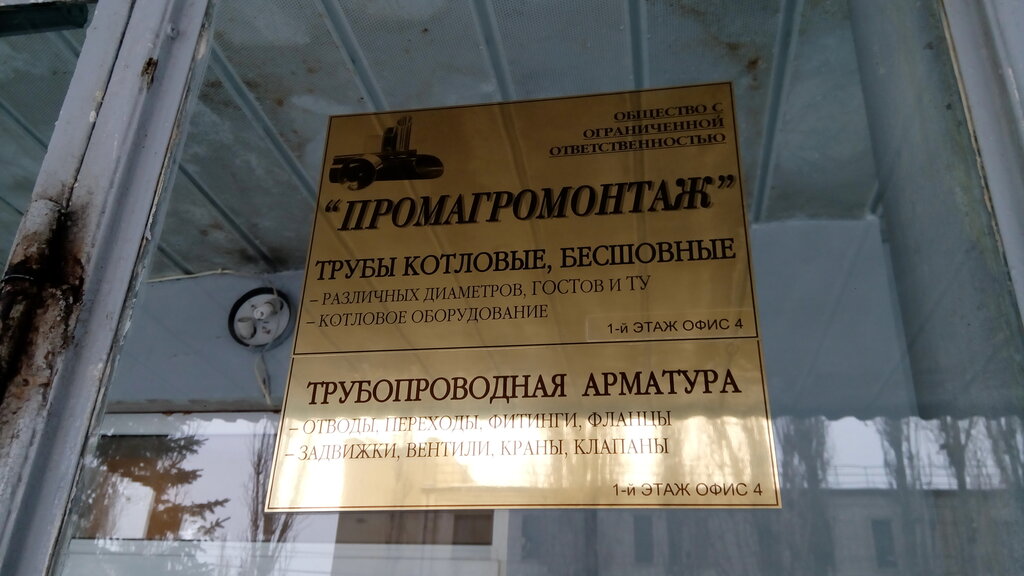 ОБЩЕСТВО С
ОГРАНИЧЕННОЙ
ОТВЕТСТВЕННОСТЬЮ
“ПРОМАГРОМОНТАЖ”
ТРУБЫ КОТЛОВЫЕ, БЕСШОВНЫЕ
– РАЗЛИЧНЫХ ДИАМЕТРОВ, ГОСТОВ И ТУ
– КОТЛОВОЕ ОБОРУДОВАНИЕ
1-й ЭТАЖ ОФИС 4
ТРУБОПРОВОДНАЯ АРМАТУРА
– ОТВОДЫ, ПЕРЕХОДЫ, ФИТИНГИ, ФЛАНЦЫ
– ЗАДВИЖКИ, ВЕНТИЛИ, КРАНЫ, КЛАПАНЫ
1-й ЭТАЖ ОФИС 4